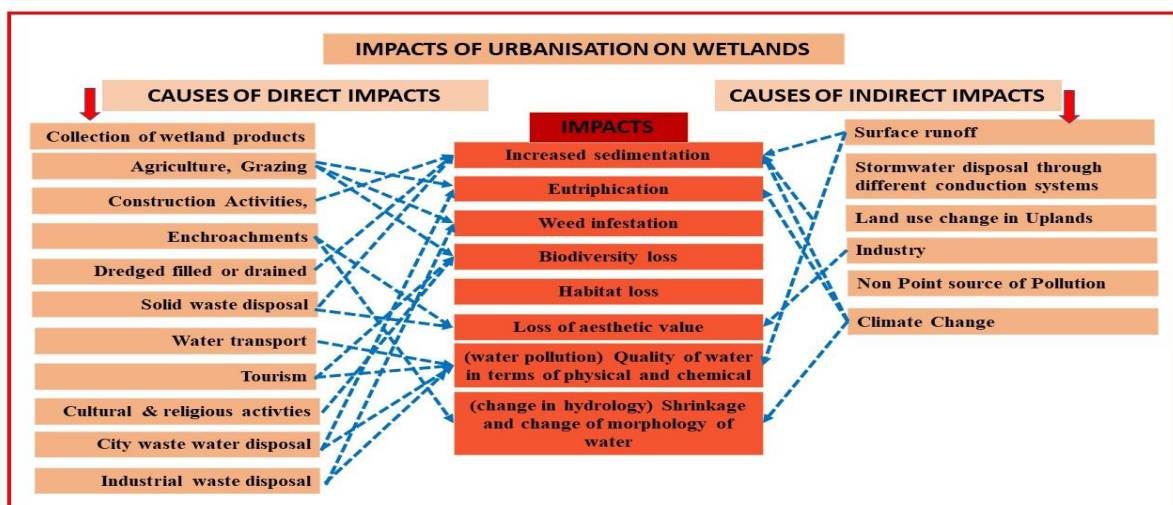 IMPACTS OF URBANISATION ON WETLANDS
CAUSES OF DIRECT IMPACTS
Collection of wetland products
Agriculture, Grazing
Construction Activities,
Enchroachments
Dredged filled or drained
Solid waste disposal
Water transport
Tourism
Cultural & religious activties
City waste water disposal
Industrial waste disposal
IMPACTS
Increased sedimentation
Eutriphication
Weed infestation
Biodiversity loss
Habitat loss
Loss of aesthetic value
(water pollution) Quality of water
in terms of physical and chemical
(change in hydrology) Shrinkage
and change of morphology of
water
CAUSES OF INDIRECT IMPACTS
Surface runoff
Stormwater disposal through
different conduction systems
Land use change in Uplands
Industry
Non Point source of Pollution
Climate Change